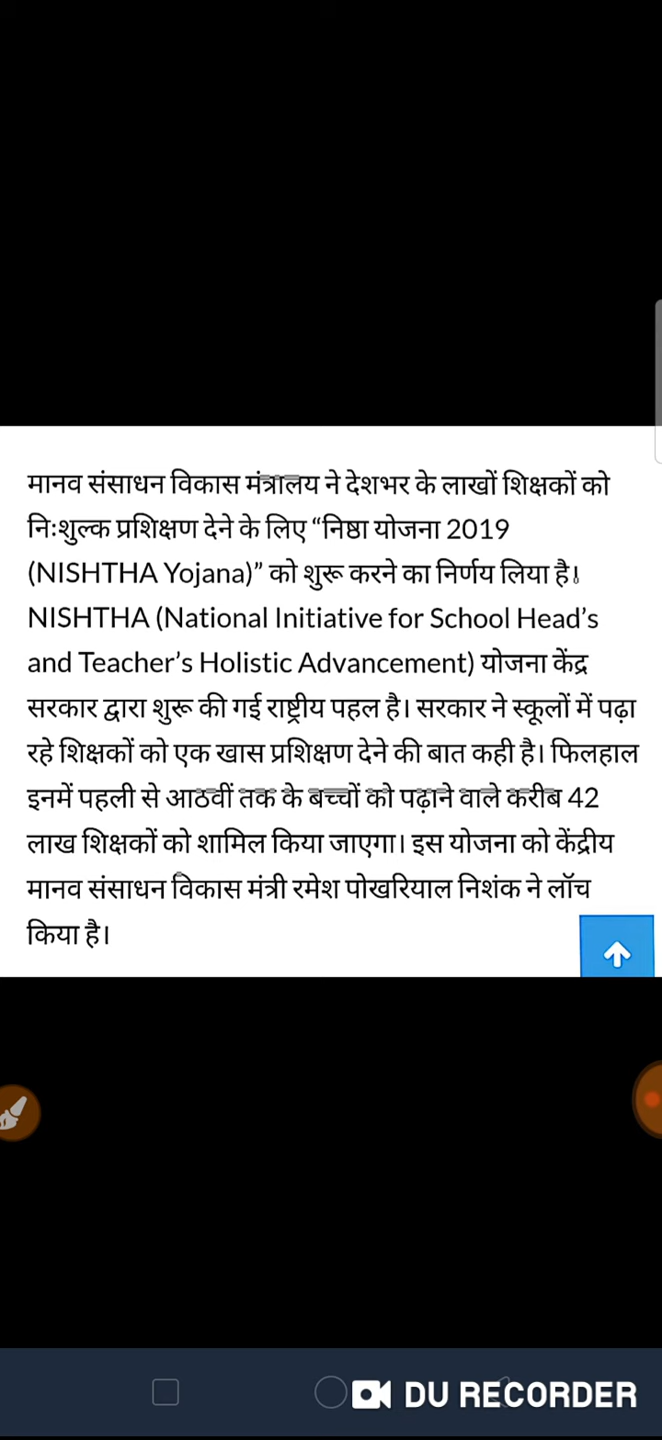 मानव संसाधन विकास मंत्रालय ने देशभर के लाखों शिक्षकों को
निःशुल्क प्रशिक्षण देने के लिए “निष्ठा योजना 2019
(NISHTHA Yojana)” को शुरू करने का निर्णय लिया है।
NISHTHA (National Initiative for School Head’s
and Teacher’s Holistic Advancement) योजना केंद्र
सरकार द्वारा शुरू की गई राष्ट्रीय पहल है। सरकार ने स्कूलों में पढ़ा
रहे शिक्षकों को एक खास प्रशिक्षण देने की बात कही है। फिलहाल
इनमें पहली से आठवीं तक के बच्चों को पढ़ाने वाले करीब 42
लाख शिक्षकों को शामिल किया जाएगा। इस योजना को केंद्रीय
मानव संसाधन विकास मंत्री रमेश पोखरियाल निशंक ने लॉच
किया है।
DU RECORDER